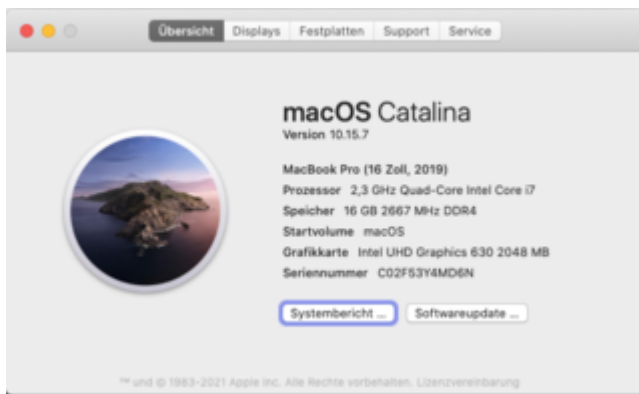 Übersicht Displays Festplatten Support Service
macOS Catalina
Version 10.15.7
MacBook Pro (16 Zoll, 2019)
Prozessor 2,3 GHz Quad-Core Intel Core i7
Speicher 16 GB 2667 MHz DDR4
Startvolume macOS
Grafikkarte Intel UHD Graphics 630 2048 MB
Seriennummer C02F53Y4MD6N
Systembericht ... Softwareupdate ...
™ und © 1983-2021 Apple Inc. Alle Rechte vorbehalten. Lizenzvereinbarung